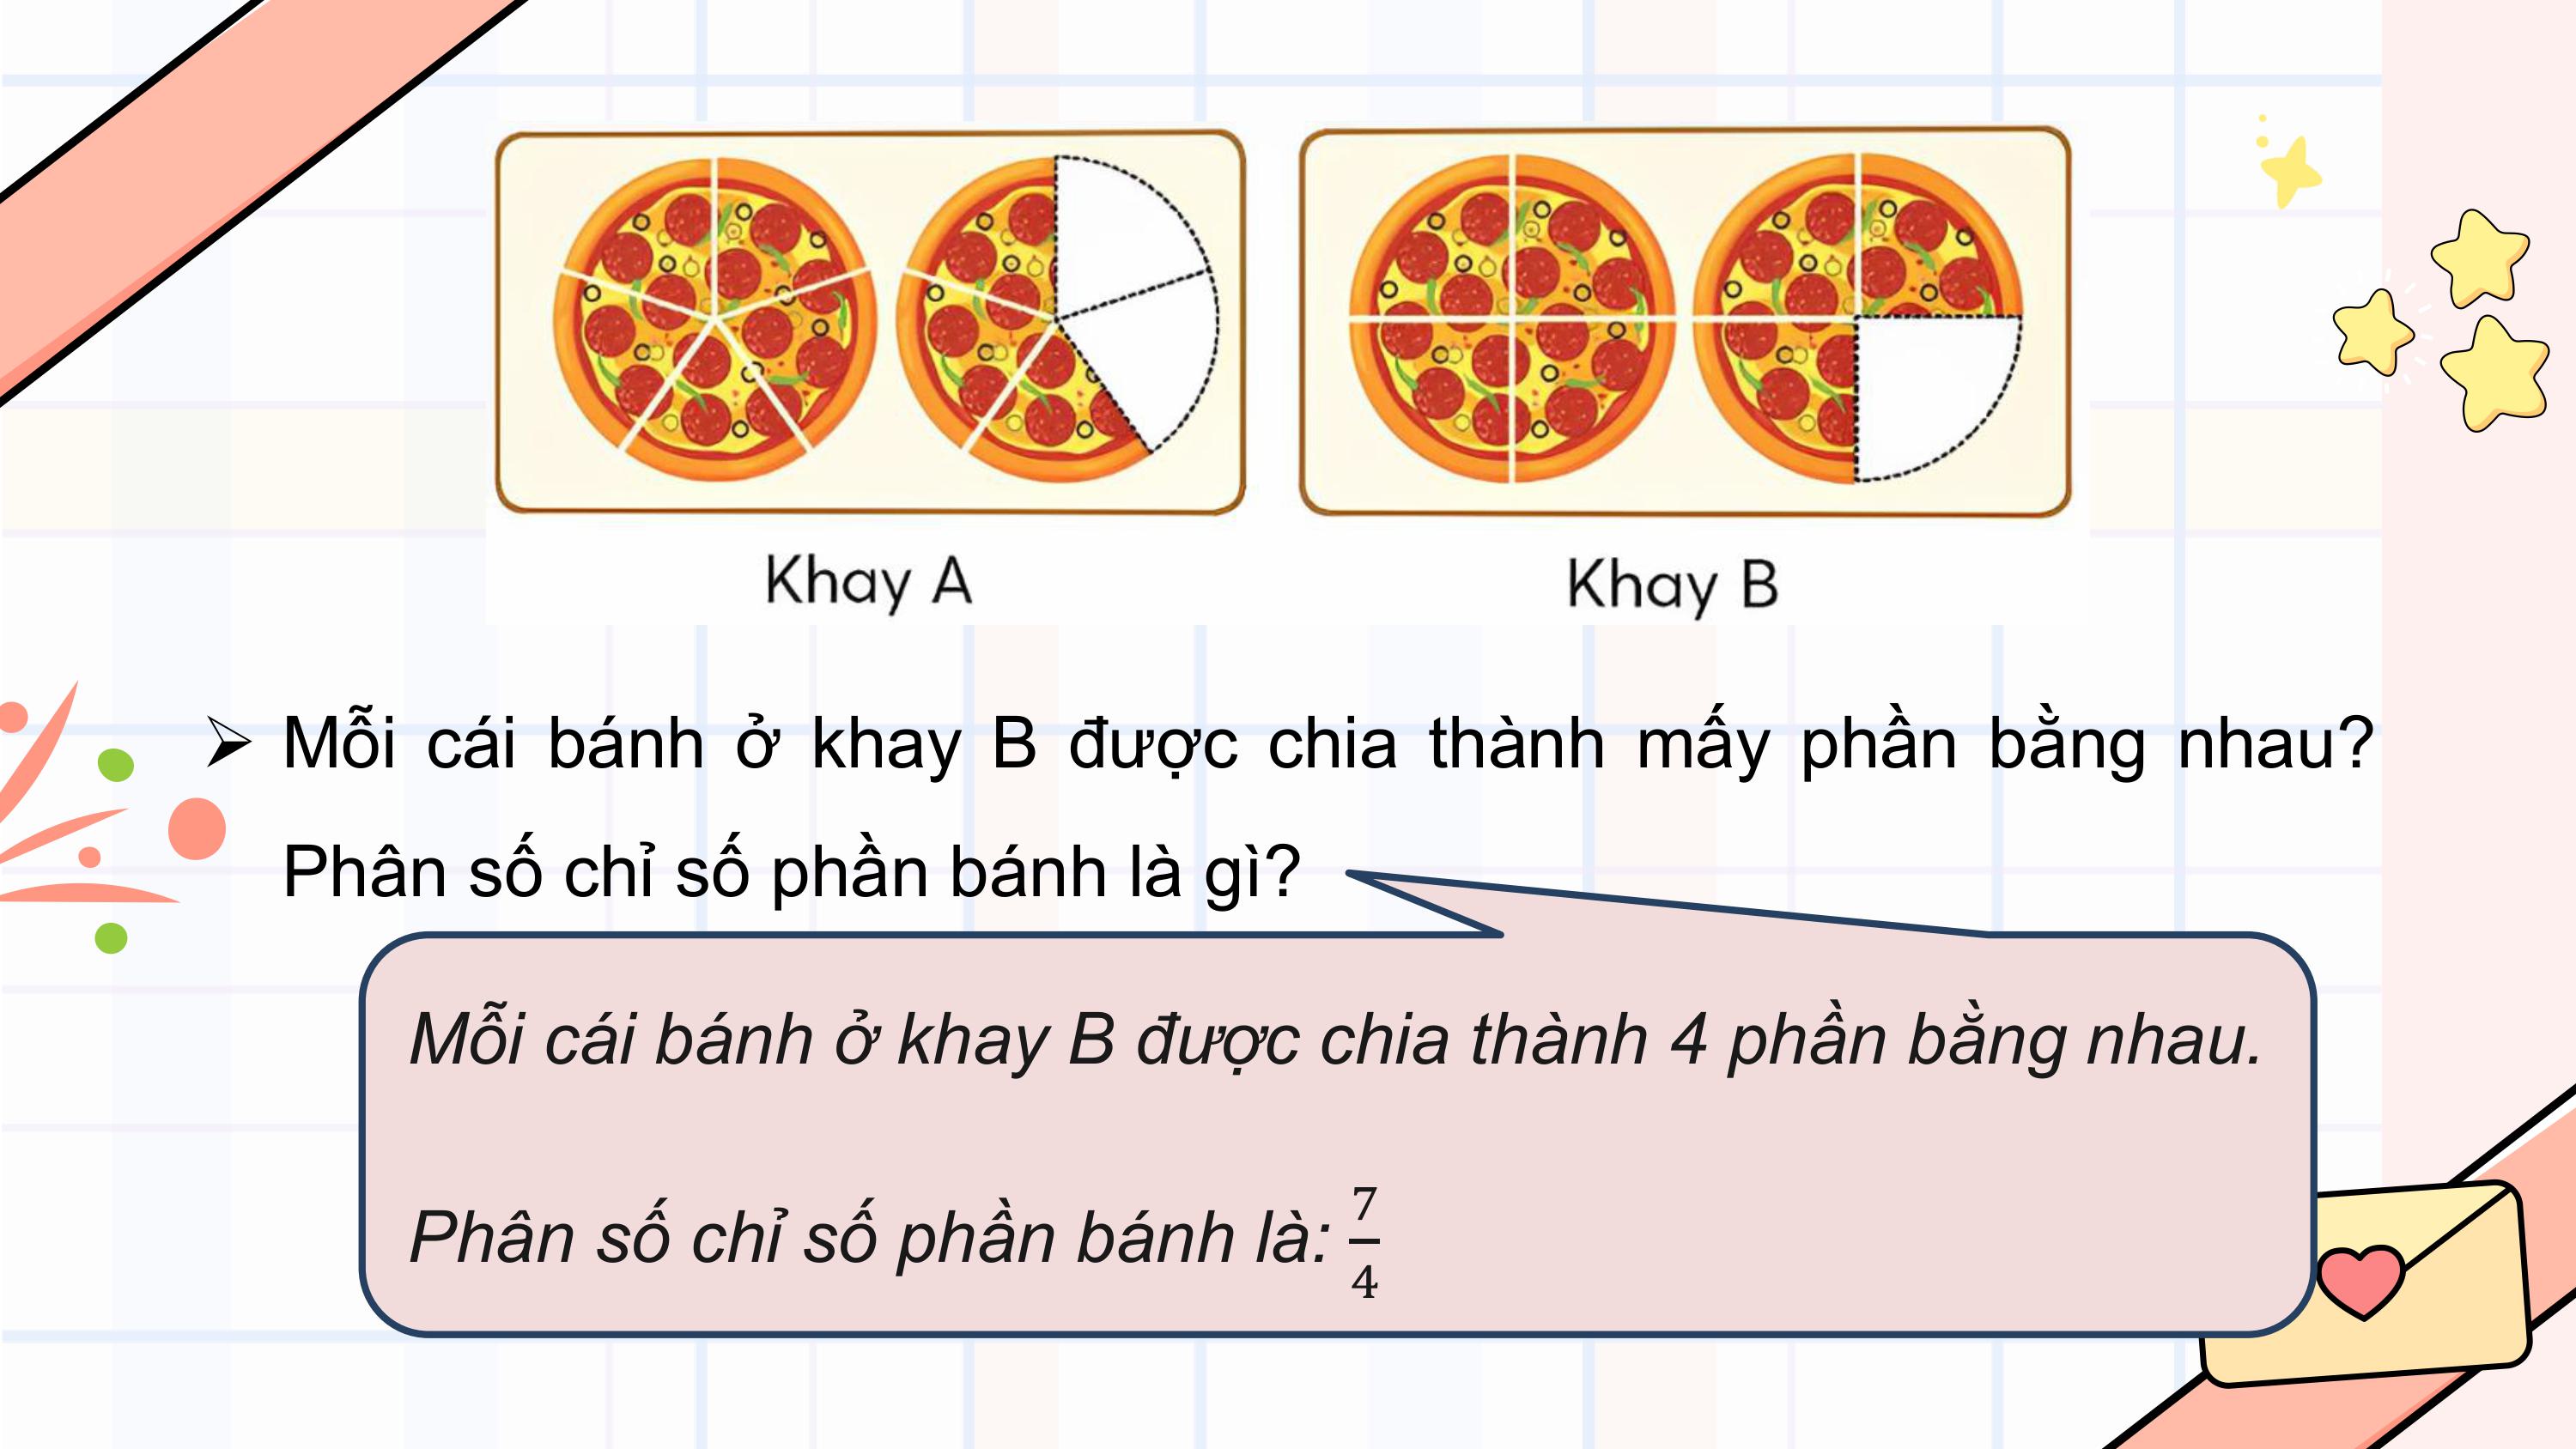 Khay A
Khay B
➢ Mỗi cái bánh ở khay B được chia thành mấy phần bằng nhau?
Phân số chỉ số phần bánh là gì?
Mỗi cái bánh ở khay B được chia thành 4 phần bằng nhau.
Phân số chỉ số phần bánh là: 7/4